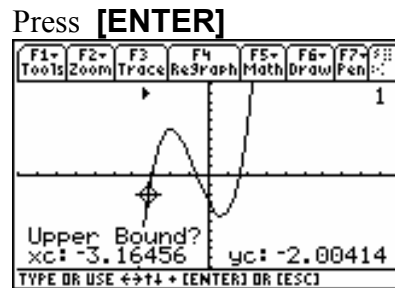 Press [ENTER]
F1 F2 F3 F4 F5 F6 F7
Tools Zoom Trace ReGraph Math Draw Pen
1
Upper Bound?
xc: -3.16456 yc: -2.00414
TYPE OR USE ←→↑↓ + [ENTER] OR [ESC]